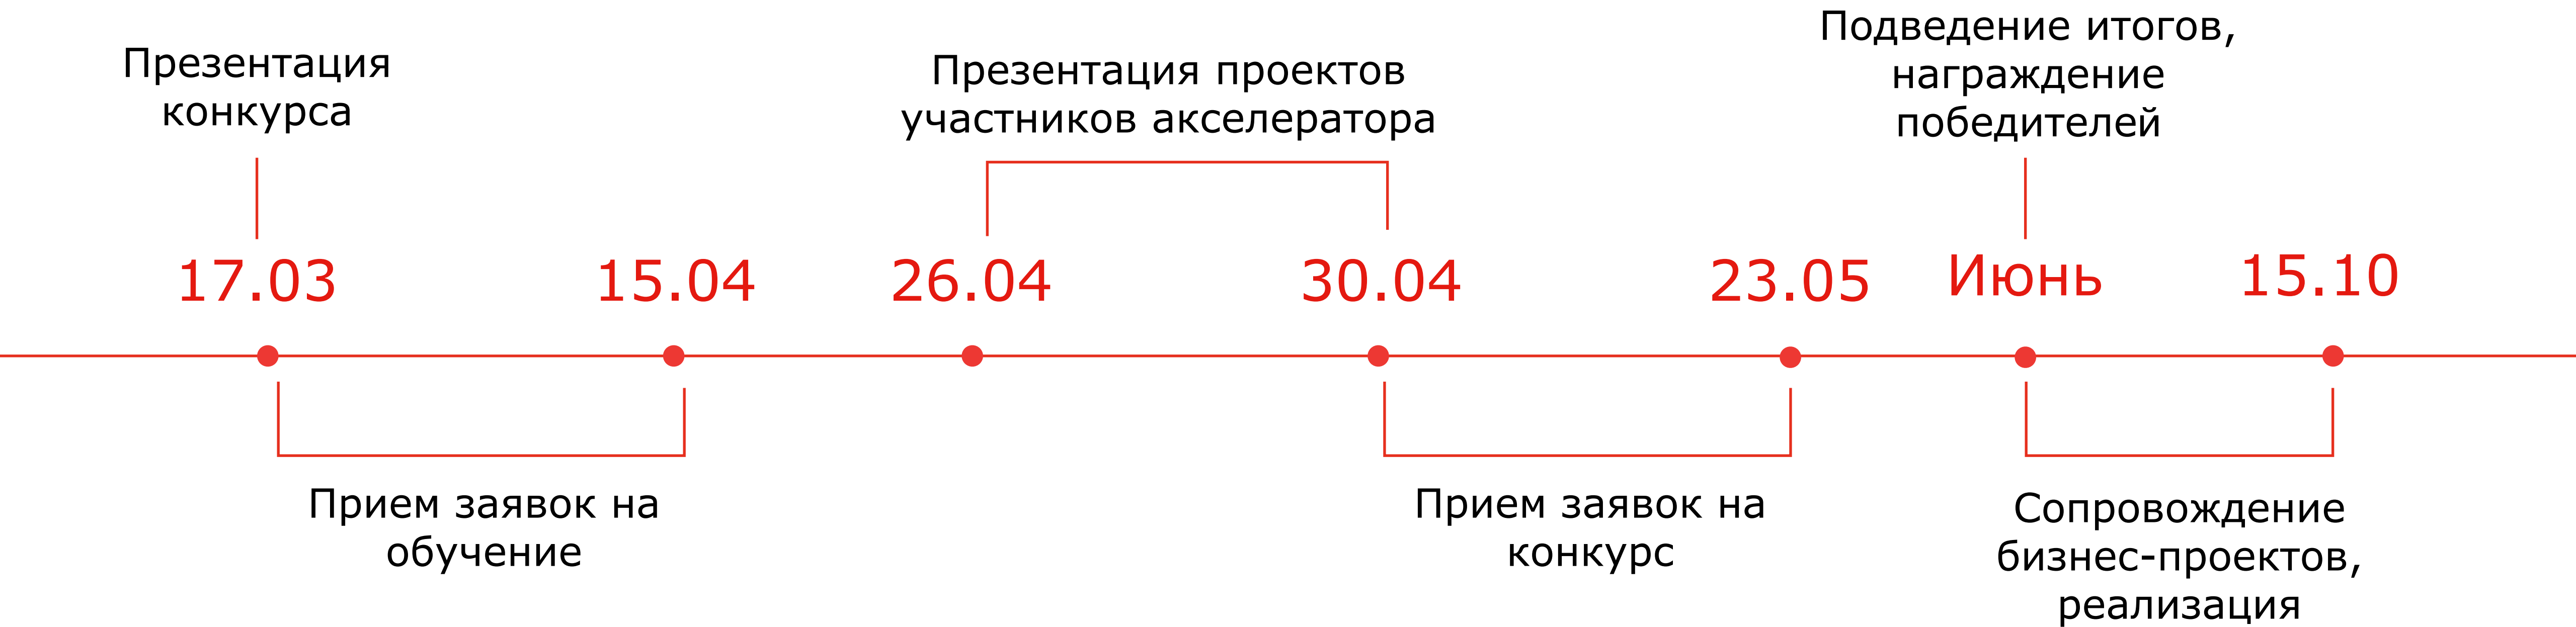 Презентация
конкурса
Презентация проектов
участников акселератора
Подведение итогов,
награждение
победителей
17.03
15.04
26.04
30.04
23.05
Июнь
15.10
Прием заявок на
обучение
Прием заявок на
конкурс
Сопровождение
бизнес-проектов,
реализация